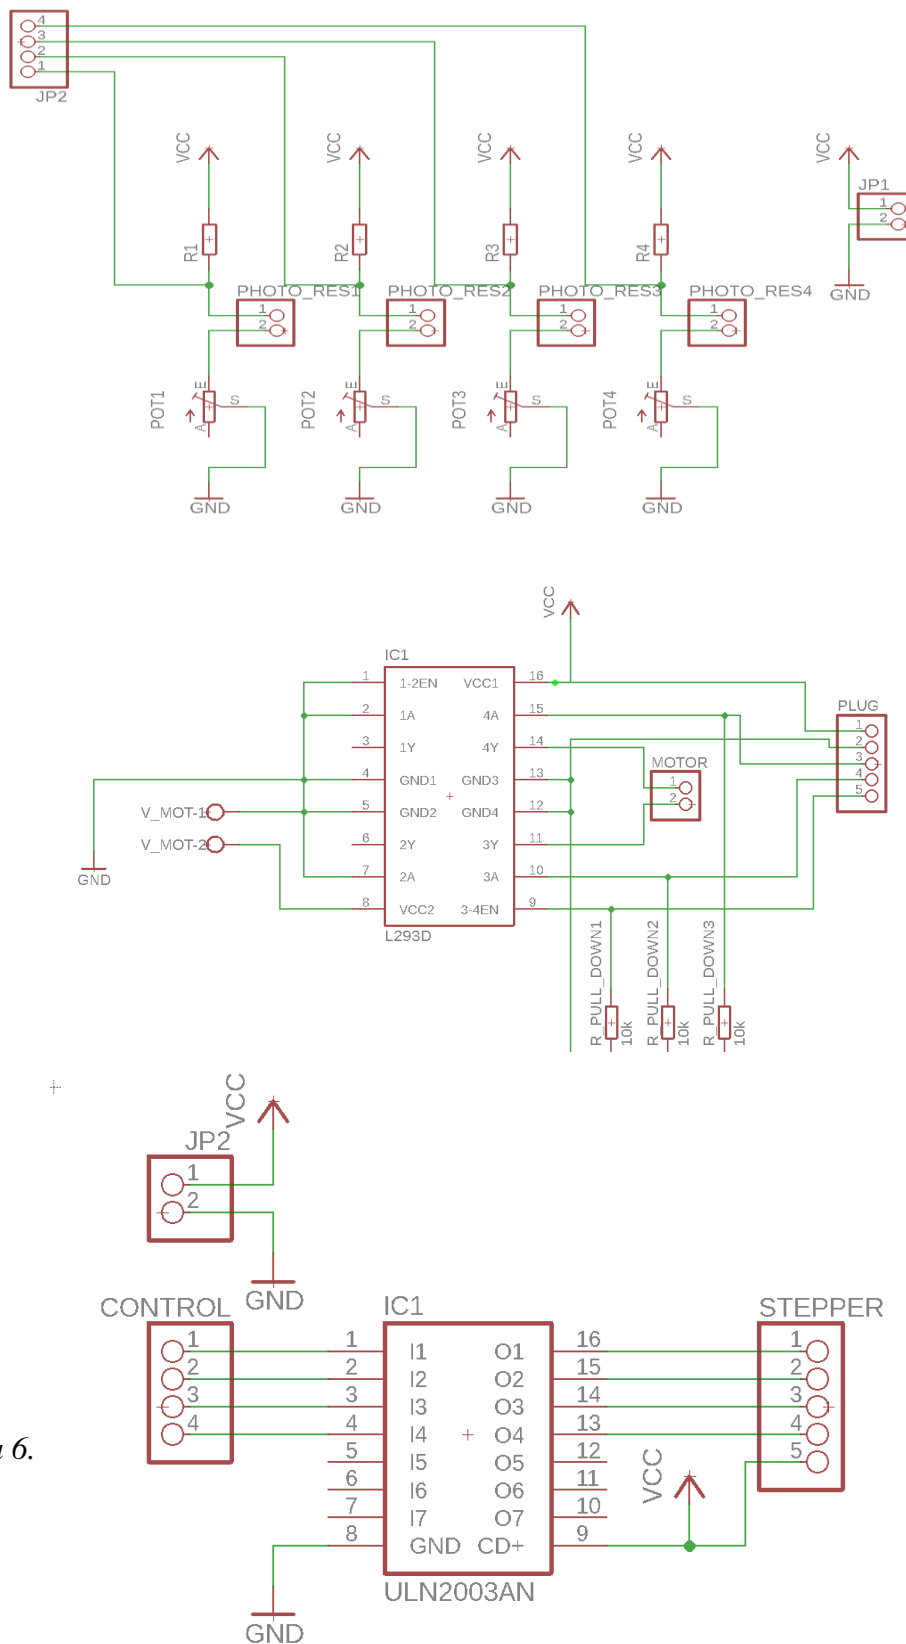 4
3
2
1
JP2
VCC VCC VCC VCC VCC
R1 R2 R3 R4
JP1
1
2
GND
PHOTO_RES1 PHOTO_RES2 PHOTO_RES3 PHOTO_RES4
1 1 1 1
2 2 2 2
POT1 E S A
POT2 E S A
POT3 E S A
POT4 E S A
GND GND GND GND
VCC
IC1
1 1-2EN VCC1 16
2 1A 4A 15
3 1Y 4Y 14
4 GND1 GND3 13
5 GND2 GND4 12
6 2Y 3Y 11
7 2A 3A 10
8 VCC2 3-4EN 9
L293D
V_MOT-1
V_MOT-2
GND
MOTOR
1
2
PLUG
1
2
3
4
5
R_PULL_DOWN1 10k
R_PULL_DOWN2 10k
R_PULL_DOWN3 10k
VCC
JP2
1
2
GND
CONTROL
1
2
3
4
IC1
1 I1 O1 16
2 I2 O2 15
3 I3 O3 14
4 I4 O4 13
5 I5 O5 12
6 I6 O6 11
7 I7 O7 10
8 GND CD+ 9
ULN2003AN
GND
VCC
STEPPER
1
2
3
4
5
6.